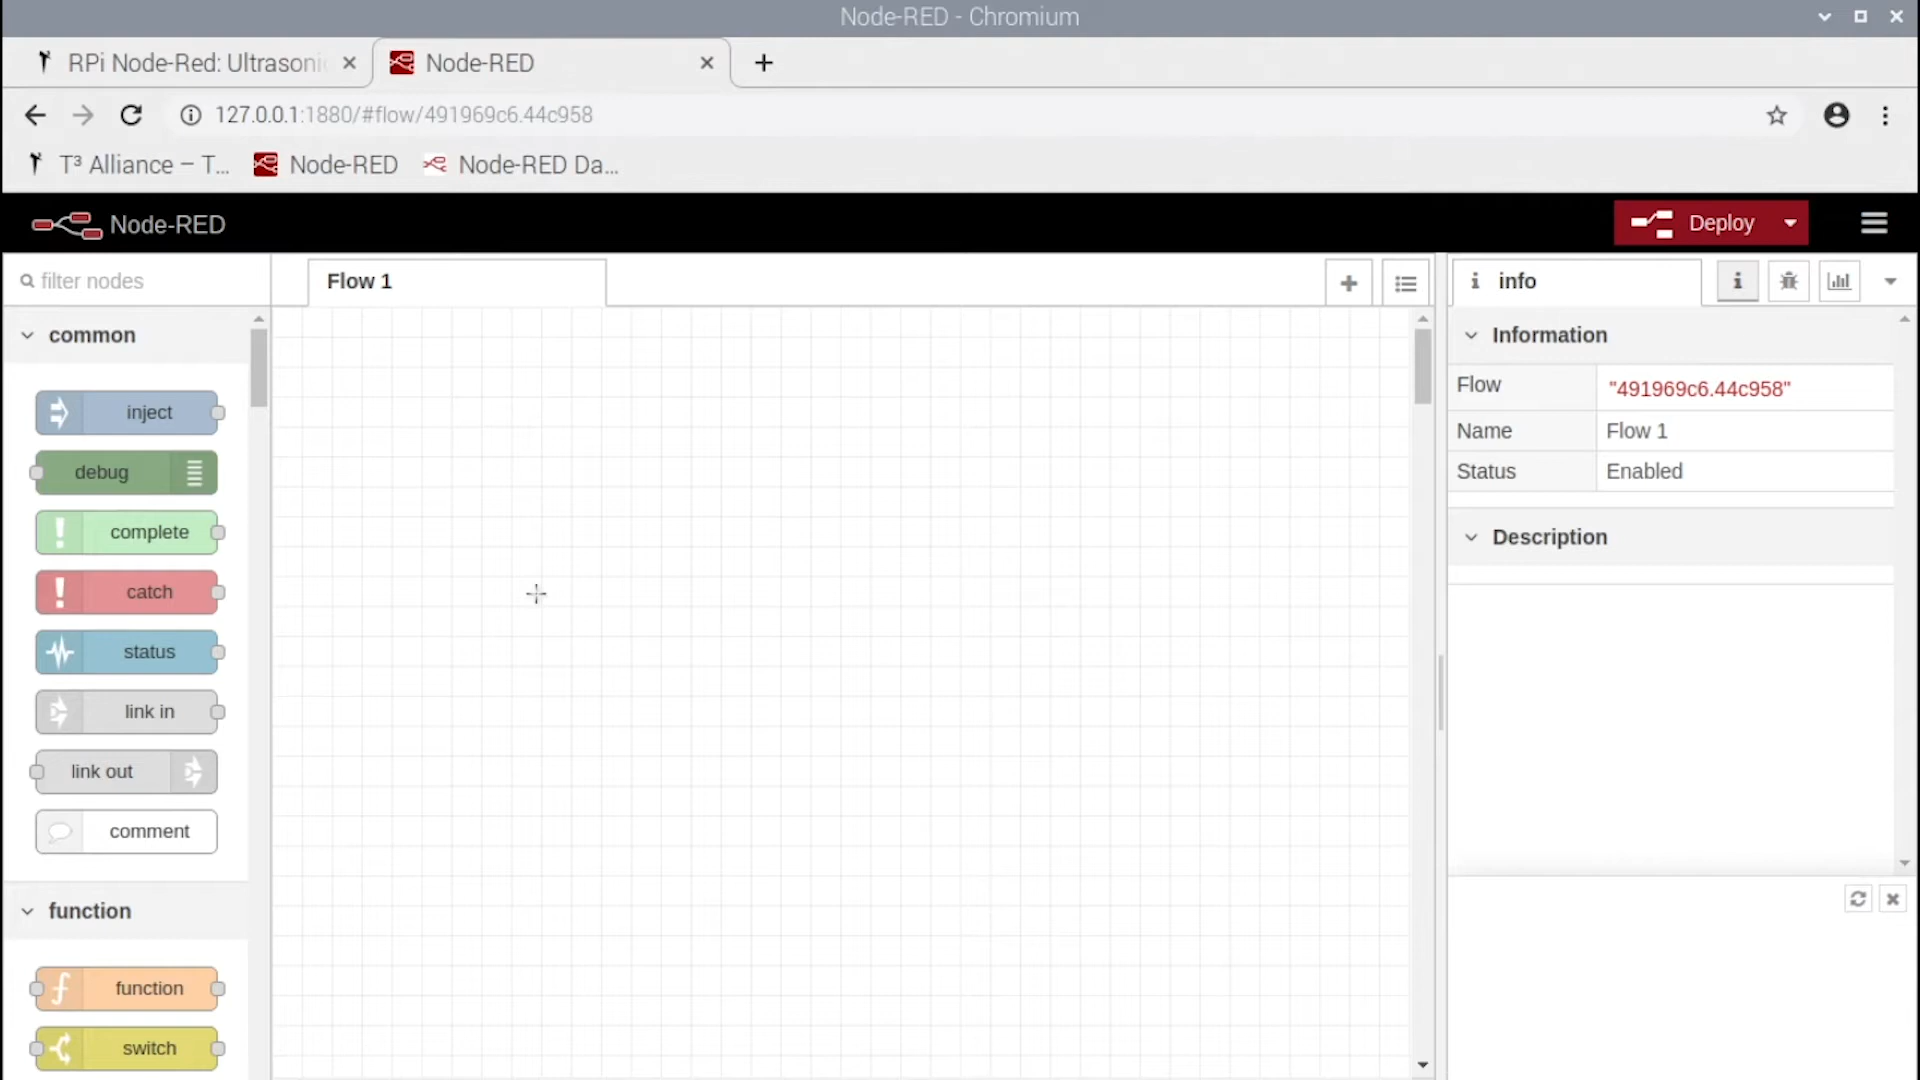 Node-RED - Chromium
RPi Node-Red: Ultrasoni
Node-RED
127.0.0.1:1880/#flow/491969c6.44c958
T³ Alliance – T...
Node-RED
Node-RED Da...
Node-RED
Deploy
filter nodes
Flow 1
info
common
inject
debug
complete
catch
status
link in
link out
comment
function
function
switch
Information
Flow "491969c6.44c958"
Name Flow 1
Status Enabled
Description